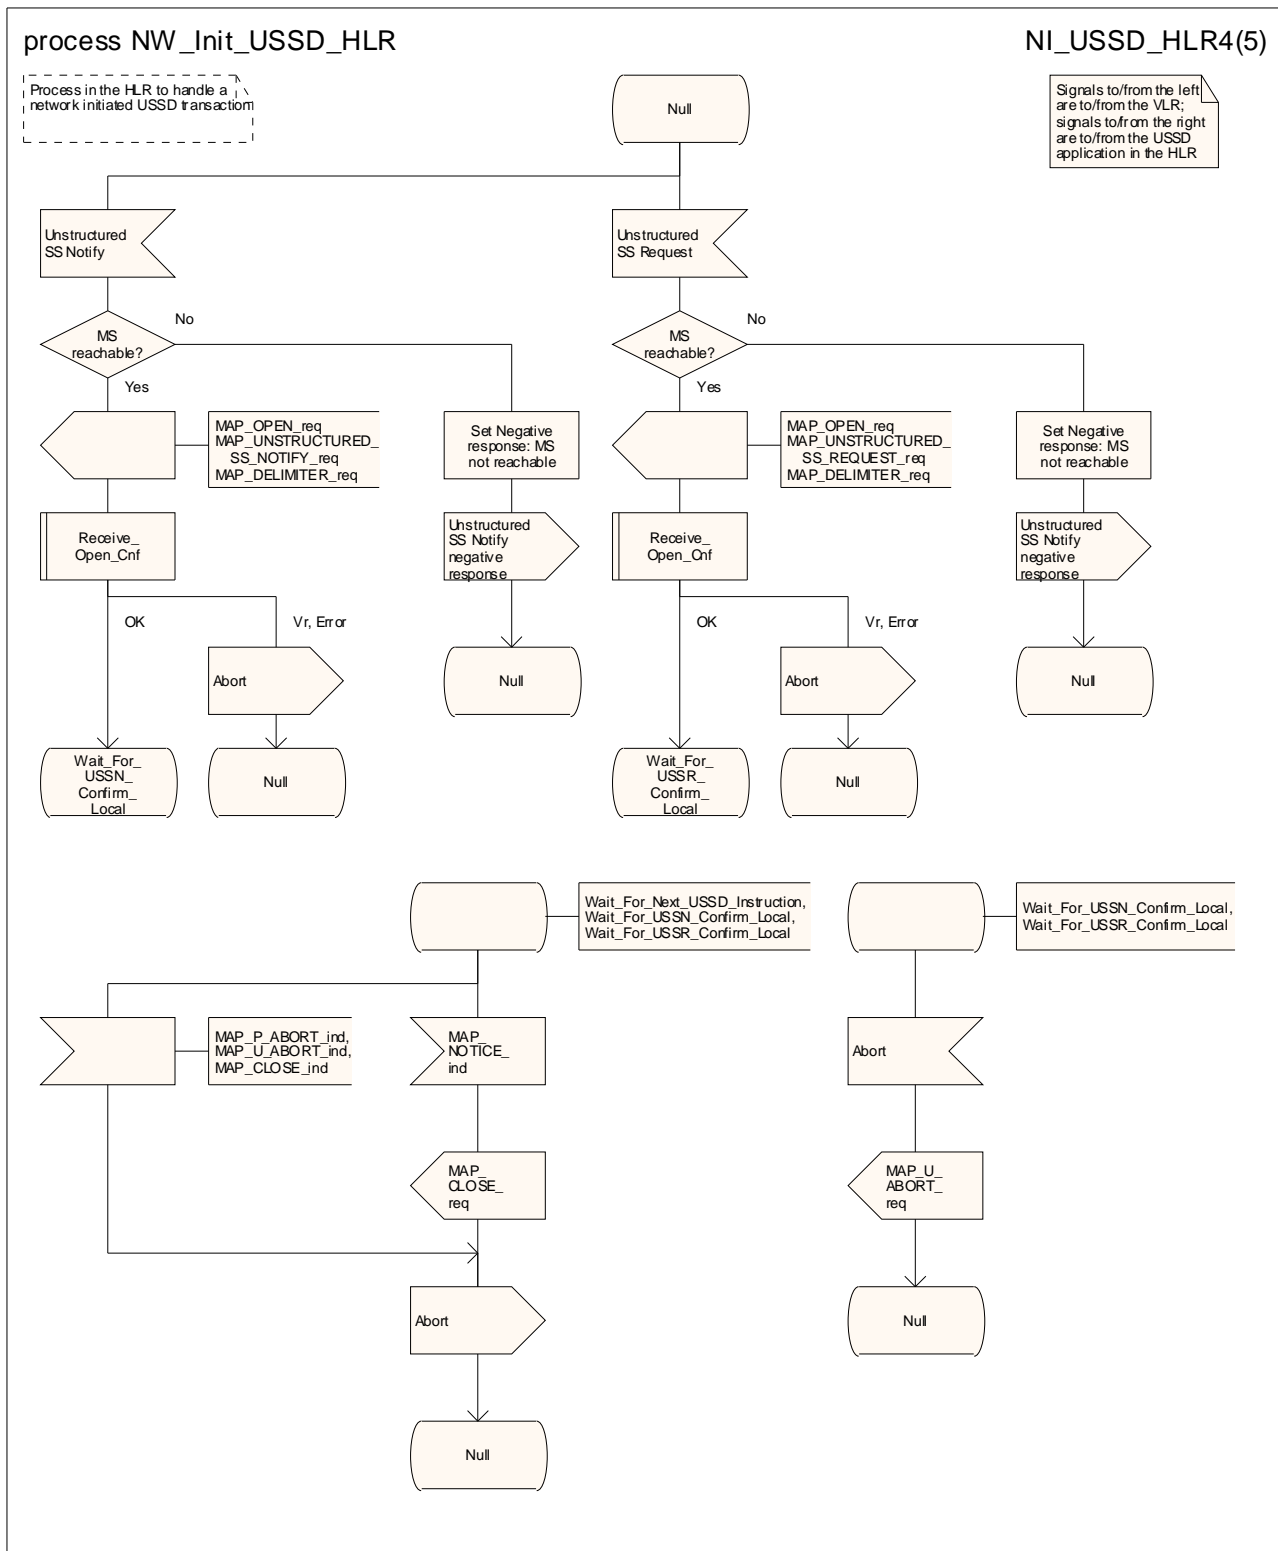 process NW_Init_USSD_HLR
NI_USSD_HLR4(5)
Process in the HLR to handle a
network initiated USSD transaction
Null
Signals to/from the left
are to/from the VLR;
signals to/from the right
are to/from the USSD
application in the HLR
Unstructured
SS Notify
Unstructured
SS Request
MS
reachable?
No
Yes
MS
reachable?
No
Yes
MAP_OPEN_req
MAP_UNSTRUCTURED_
SS_NOTIFY_req
MAP_DELIMITER_req
Set Negative
response: MS
not reachable
MAP_OPEN_req
MAP_UNSTRUCTURED_
SS_REQUEST_req
MAP_DELIMITER_req
Set Negative
response: MS
not reachable
Receive_
Open_Cnf
Unstructured
SS Notify
negative
response
Receive_
Open_Cnf
Unstructured
SS Notify
negative
response
OK
Vr, Error
OK
Vr, Error
Abort
Null
Abort
Null
Wait_For_
USSN_
Confirm_
Local
Null
Wait_For_
USSR_
Confirm_
Local
Null
Wait_For_Next_USSD_Instruction,
Wait_For_USSN_Confirm_Local,
Wait_For_USSR_Confirm_Local
Wait_For_USSN_Confirm_Local,
Wait_For_USSR_Confirm_Local
MAP_P_ABORT_ind,
MAP_U_ABORT_ind,
MAP_CLOSE_ind
MAP_
NOTICE_
ind
Abort
MAP_
CLOSE_
req
MAP_U_
ABORT_
req
Abort
Null
Null